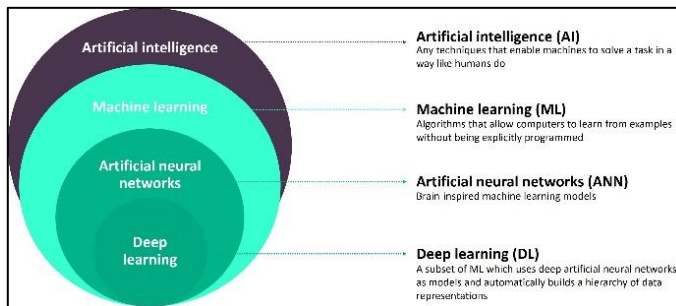 Artificial intelligence
Machine learning
Artificial neural
networks
Deep
learning
Artificial intelligence (AI)
Any techniques that enable machines to solve a task in a
way like humans do
Machine learning (ML)
Algorithms that allow computers to learn from examples
without being explicitly programmed
Artificial neural networks (ANN)
Brain inspired machine learning models
Deep learning (DL)
A subset of ML which uses deep artificial neural networks
as models and automatically builds a hierarchy of data
representations